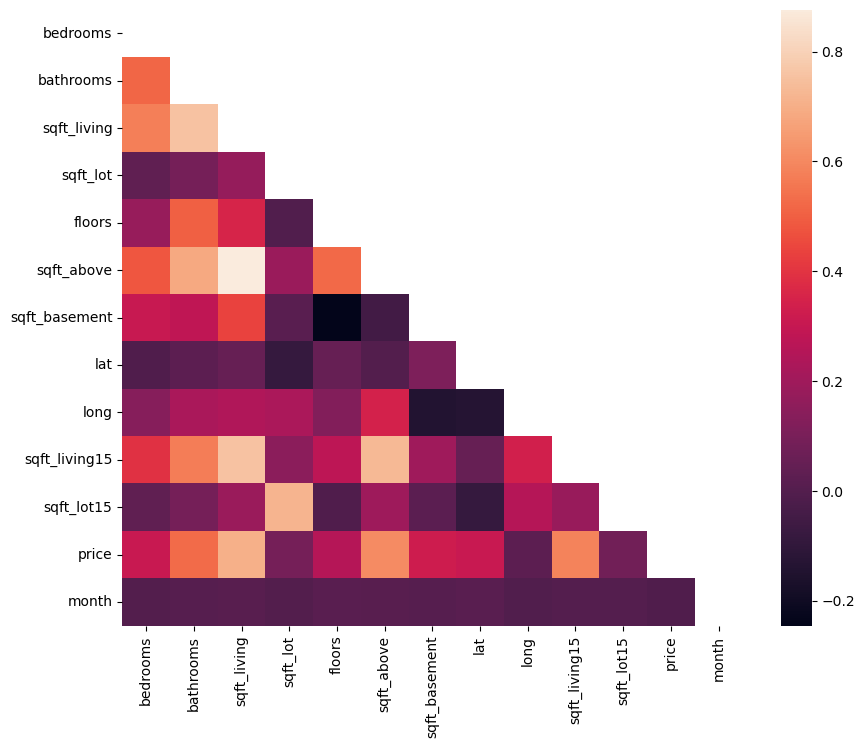 bedrooms
bathrooms
sqft_living
sqft_lot
floors
sqft_above
sqft_basement
lat
long
sqft_living15
sqft_lot15
price
month
bedrooms
bathrooms
sqft_living
sqft_lot
floors
sqft_above
sqft_basement
lat
long
sqft_living15
sqft_lot15
price
month
0.8
0.6
0.4
0.2
0.0
−0.2